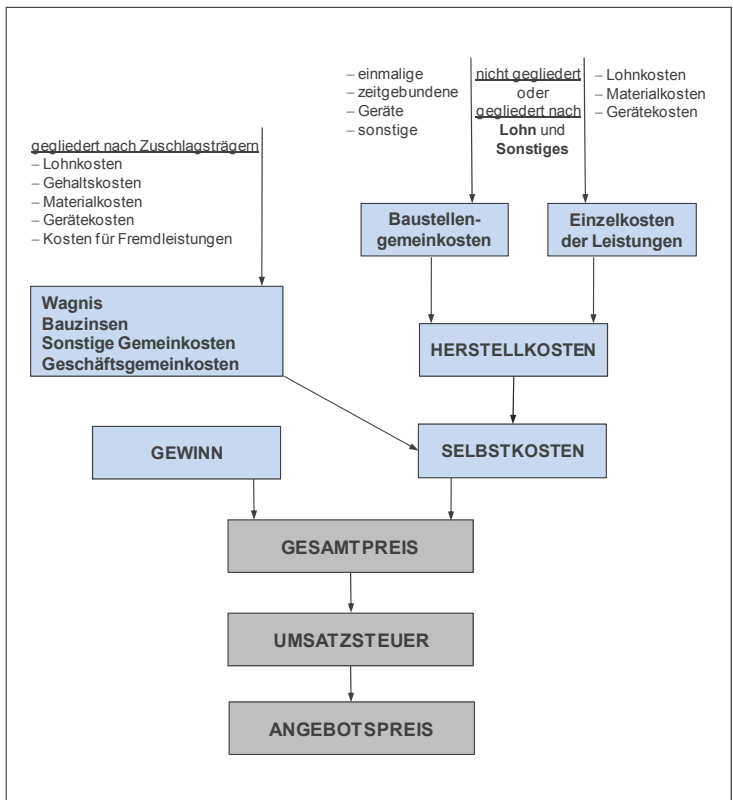 – einmalige
– zeitgebundene
– Geräte
– sonstige
nicht gegliedert
oder
gegliedert nach
Lohn und
Sonstiges
– Lohnkosten
– Materialkosten
– Gerätekosten
gegliedert nach Zuschlagsträgern
– Lohnkosten
– Gehaltskosten
– Materialkosten
– Gerätekosten
– Kosten für Fremdleistungen
Baustellen-
gemeinkosten
Einzelkosten
der Leistungen
Wagnis
Bauzinsen
Sonstige Gemeinkosten
Geschäftsgemeinkosten
HERSTELLKOSTEN
GEWINN
SELBSTKOSTEN
GESAMTPREIS
UMSATZSTEUER
ANGEBOTSPREIS